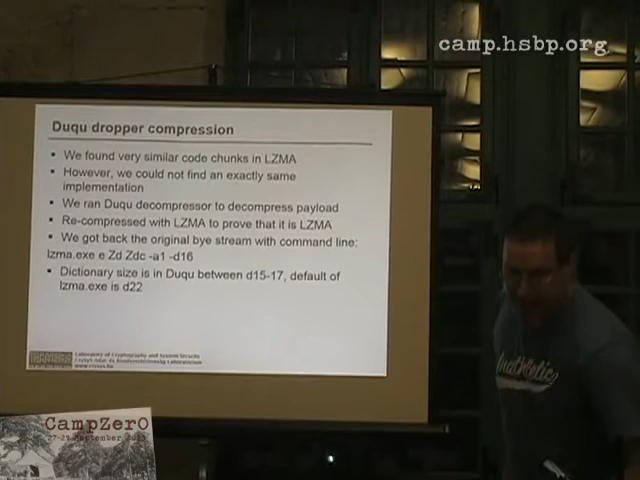 camp.hsbp.org
Duqu dropper compression
We found very similar code chunks in LZMA
However, we could not find an exactly same
implementation
We ran Duqu decompressor to decompress payload
Re-compressed with LZMA to prove that it is LZMA
We got back the original bye stream with command line:
lzma.exe e Zd Zdc -a1 -d16
Dictionary size is in Duqu between d15-17, default of
lzma.exe is d22
Laboratory of Cryptography and System Security
www.crysys.hu
CampZer0
27-29 September